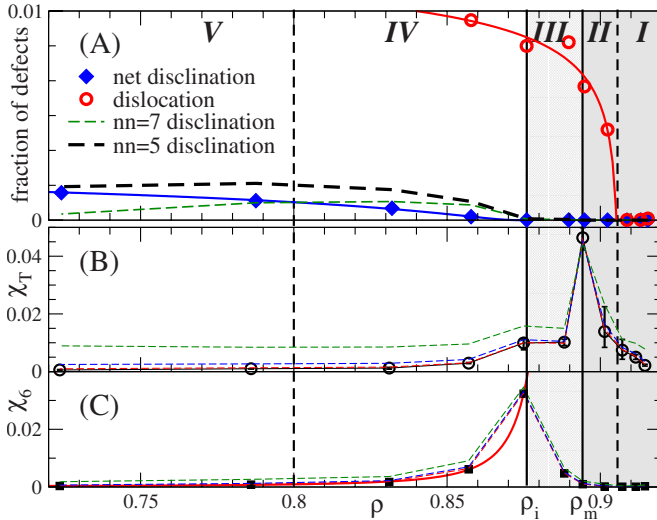 0.01
V IV III II I
(A)
fraction of defects
net disclination
dislocation
nn=7 disclination
nn=5 disclination
0
(B)
χT
0.04
0.02
0
(C)
χ6
0.02
0
0.75 0.8 ρ 0.85 ρi ρm 0.9